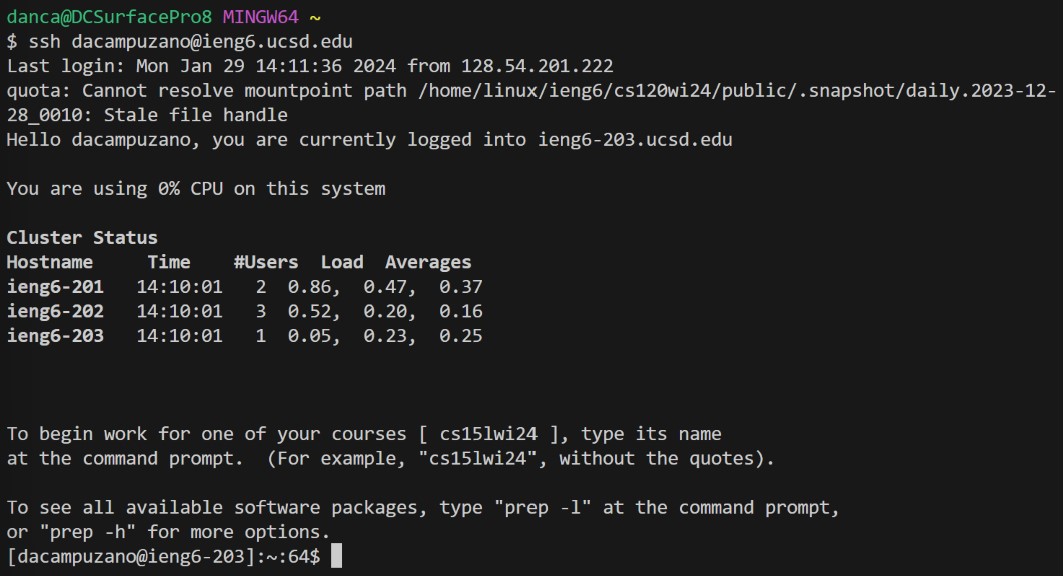 danca@DCSurfacePro8 MINGW64 ~
$ ssh dacampuzano@ieng6.ucsd.edu
Last login: Mon Jan 29 14:11:36 2024 from 128.54.201.222
quota: Cannot resolve mountpoint path /home/linux/ieng6/cs120wi24/public/.snapshot/daily.2023-12-
28_0010: Stale file handle
Hello dacampuzano, you are currently logged into ieng6-203.ucsd.edu

You are using 0% CPU on this system

Cluster Status
Hostname     Time    #Users  Load  Averages
ieng6-201   14:10:01   2  0.86,  0.47,  0.37
ieng6-202   14:10:01   3  0.52,  0.20,  0.16
ieng6-203   14:10:01   1  0.05,  0.23,  0.25

To begin work for one of your courses [ cs15lwi24 ], type its name
at the command prompt.  (For example, "cs15lwi24", without the quotes).

To see all available software packages, type "prep -l" at the command prompt,
or "prep -h" for more options.
[dacampuzano@ieng6-203]:~:64$